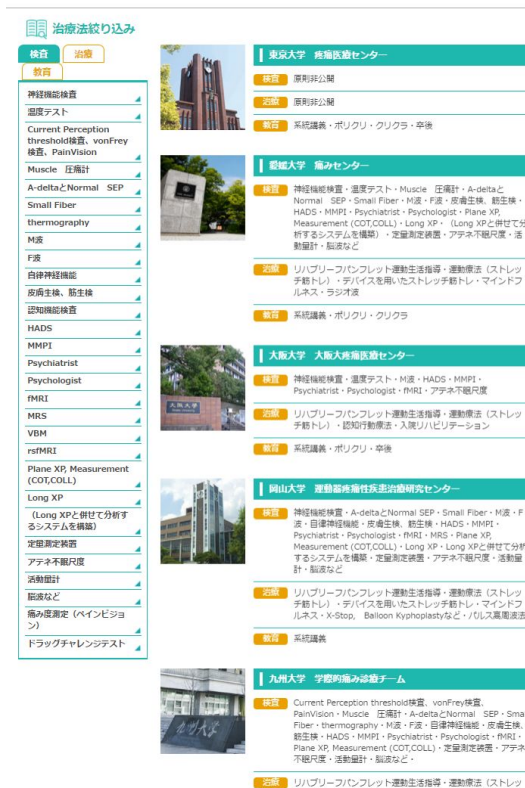 治療法絞り込み
検査
治療
教育
神経機能検査
温度テスト
Current Perception
threshold検査、vonFrey
検査、PainVision
Muscle 圧痛計
A-deltaとNormal SEP
Small Fiber
thermography
M波
F波
自律神経機能
皮膚生検、筋生検
認知機能検査
HADS
MMPI
Psychiatrist
Psychologist
fMRI
MRS
VBM
rsfMRI
Plane XP, Measurement
(COT,COLL)
Long XP
（Long XPと併せて分析す
るシステムを構築）
定量測定装置
アテネ不眠尺度
活動量計
脳波など
痛み度測定（ペインビジョ
ン）
ドラッグチャレンジテスト
東京大学 疼痛医療センター
検査 原則非公開
治療 原則非公開
教育 系統講義・ポリクリ・クリクラ・卒後
愛媛大学 痛みセンター
検査 神経機能検査・温度テスト・Muscle 圧痛計・A-deltaと
Normal SEP・Small Fiber・M波・F波・皮膚生検、筋生検・
HADS・MMPI・Psychiatrist・Psychologist・Plane XP,
Measurement (COT,COLL)・Long XP・（Long XPと併せて分
析するシステムを構築）・定量測定装置・アテネ不眠尺度・活
動量計・脳波など
治療 リハブリーフパンフレット運動生活指導・運動療法（ストレッ
チ筋トレ）・デバイスを用いたストレッチ筋トレ・マインドフ
ルネス・ラジオ波
教育 系統講義・ポリクリ・クリクラ
大阪大学 大阪大疼痛医療センター
検査 神経機能検査・温度テスト・M波・HADS・MMPI・
Psychiatrist・Psychologist・fMRI・アテネ不眠尺度
治療 リハブリーフパンフレット運動生活指導・運動療法（ストレッ
チ筋トレ）・認知行動療法・入院リハビリテーション
教育 系統講義・ポリクリ・卒後
岡山大学 運動器疼痛性疾患治療研究センター
検査 神経機能検査・A-deltaとNormal SEP・Small Fiber・M波・F
波・自律神経機能・皮膚生検、筋生検・HADS・MMPI・
Psychiatrist・Psychologist・fMRI・MRS・Plane XP,
Measurement (COT,COLL)・Long XP・Long XPと併せて分析
するシステムを構築・定量測定装置・アテネ不眠尺度・活動量
計・脳波など
治療 リハブリーフパンフレット運動生活指導・運動療法（ストレッ
チ筋トレ）・デバイスを用いたストレッチ筋トレ・マインドフ
ルネス・X-Stop, Balloon Kyphoplastyなど・パルス高周波法
教育 系統講義
九州大学 学際的痛み診療チーム
検査 Current Perception threshold検査、vonFrey検査、
PainVision・Muscle 圧痛計・A-deltaとNormal SEP・Small
Fiber・thermography・M波・F波・自律神経機能・皮膚生検、
筋生検・HADS・MMPI・Psychiatrist・Psychologist・fMRI・
Plane XP, Measurement (COT,COLL)・定量測定装置・アテネ
不眠尺度・活動量計・脳波など・
治療 リハブリーフパンフレット運動生活指導・運動療法（ストレッ
大阪大学
九州大学